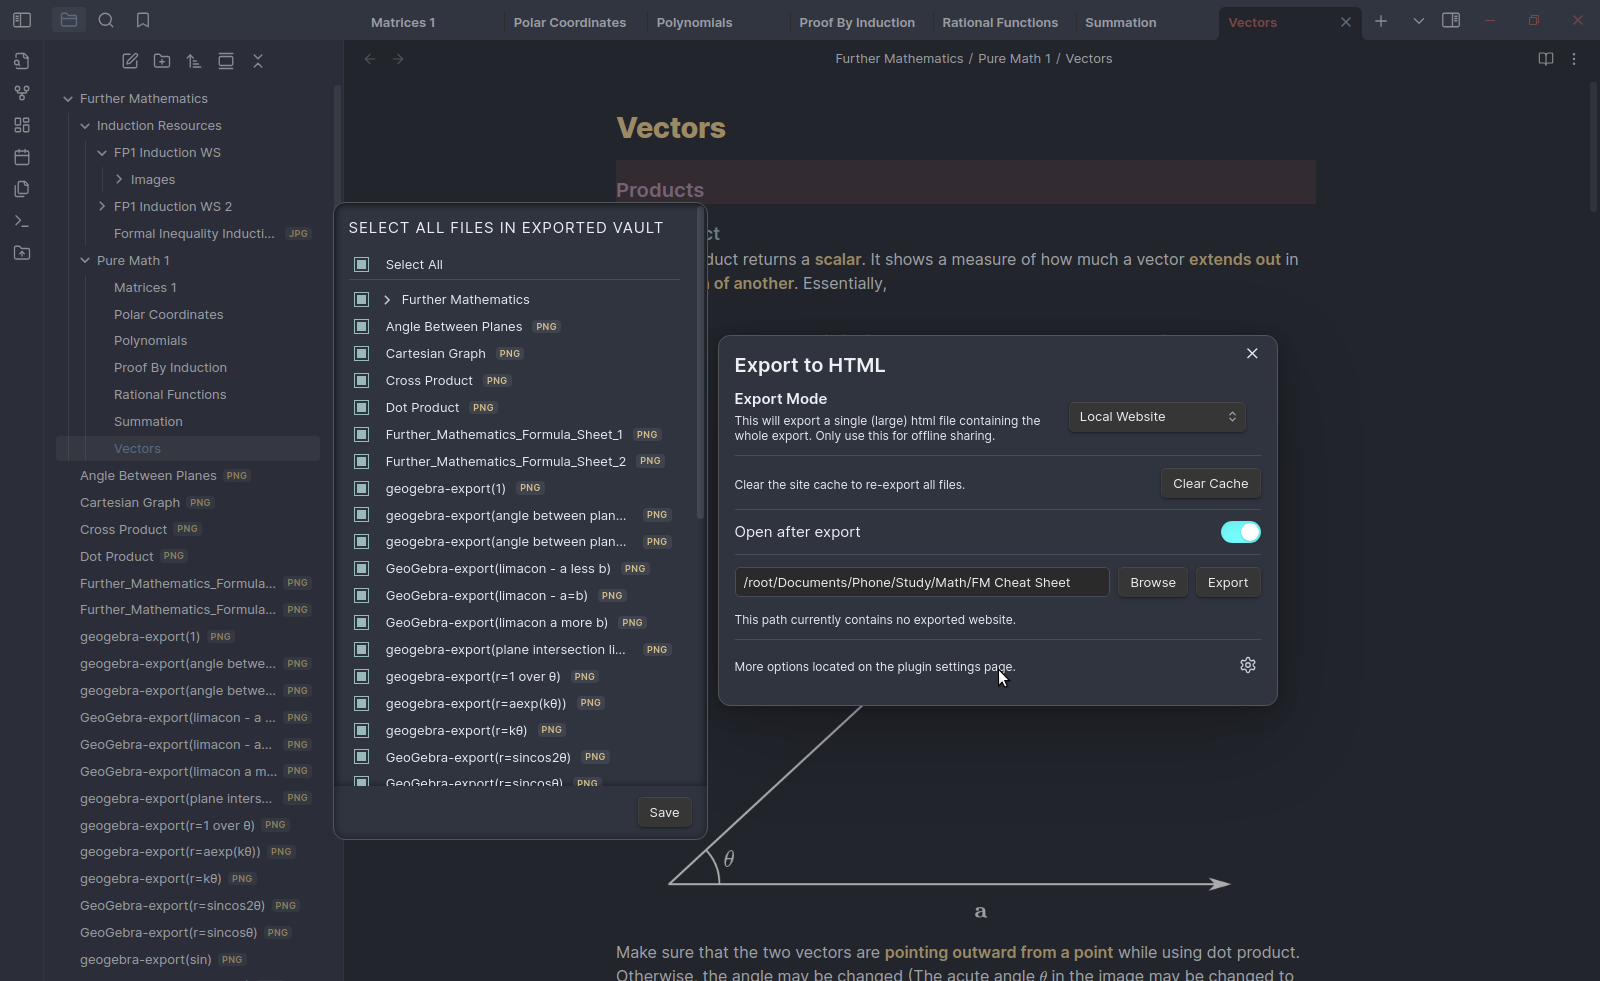 Matrices 1
Polar Coordinates
Polynomials
Proof By Induction
Rational Functions
Summation
Vectors
Further Mathematics / Pure Math 1 / Vectors
Further Mathematics
Induction Resources
FP1 Induction WS
Images
FP1 Induction WS 2
Formal Inequality Inducti... JPG
Pure Math 1
Matrices 1
Polar Coordinates
Polynomials
Proof By Induction
Rational Functions
Summation
Vectors
Angle Between Planes PNG
Cartesian Graph PNG
Cross Product PNG
Dot Product PNG
Further_Mathematics_Formula... PNG
Further_Mathematics_Formula... PNG
geogebra-export(1) PNG
geogebra-export(angle betwe... PNG
geogebra-export(angle betwe... PNG
GeoGebra-export(limacon - a ... PNG
GeoGebra-export(limacon - a... PNG
GeoGebra-export(limacon a m... PNG
geogebra-export(plane inters... PNG
geogebra-export(r=1 over θ) PNG
geogebra-export(r=aexp(kθ)) PNG
geogebra-export(r=kθ) PNG
GeoGebra-export(r=sincos2θ) PNG
GeoGebra-export(r=sincosθ) PNG
geogebra-export(sin) PNG
SELECT ALL FILES IN EXPORTED VAULT
Select All
Further Mathematics
Angle Between Planes PNG
Cartesian Graph PNG
Cross Product PNG
Dot Product PNG
Further_Mathematics_Formula_Sheet_1 PNG
Further_Mathematics_Formula_Sheet_2 PNG
geogebra-export(1) PNG
geogebra-export(angle between plan... PNG
geogebra-export(angle between plan... PNG
GeoGebra-export(limacon - a less b) PNG
GeoGebra-export(limacon - a=b) PNG
GeoGebra-export(limacon a more b) PNG
geogebra-export(plane intersection li... PNG
geogebra-export(r=1 over θ) PNG
geogebra-export(r=aexp(kθ)) PNG
geogebra-export(r=kθ) PNG
GeoGebra-export(r=sincos2θ) PNG
GeoGebra-export(r=sincosθ) PNG
Save
Vectors
Products
ct
duct returns a scalar. It shows a measure of how much a vector extends out in
of another. Essentially,
Export to HTML
Export Mode
This will export a single (large) html file containing the
whole export. Only use this for offline sharing.
Local Website
Clear the site cache to re-export all files.
Clear Cache
Open after export
/root/Documents/Phone/Study/Math/FM Cheat Sheet
Browse
Export
This path currently contains no exported website.
More options located on the plugin settings page.
θ
a
Make sure that the two vectors are pointing outward from a point while using dot product.
Otherwise, the angle may be changed (The acute angle θ in the image may be changed to